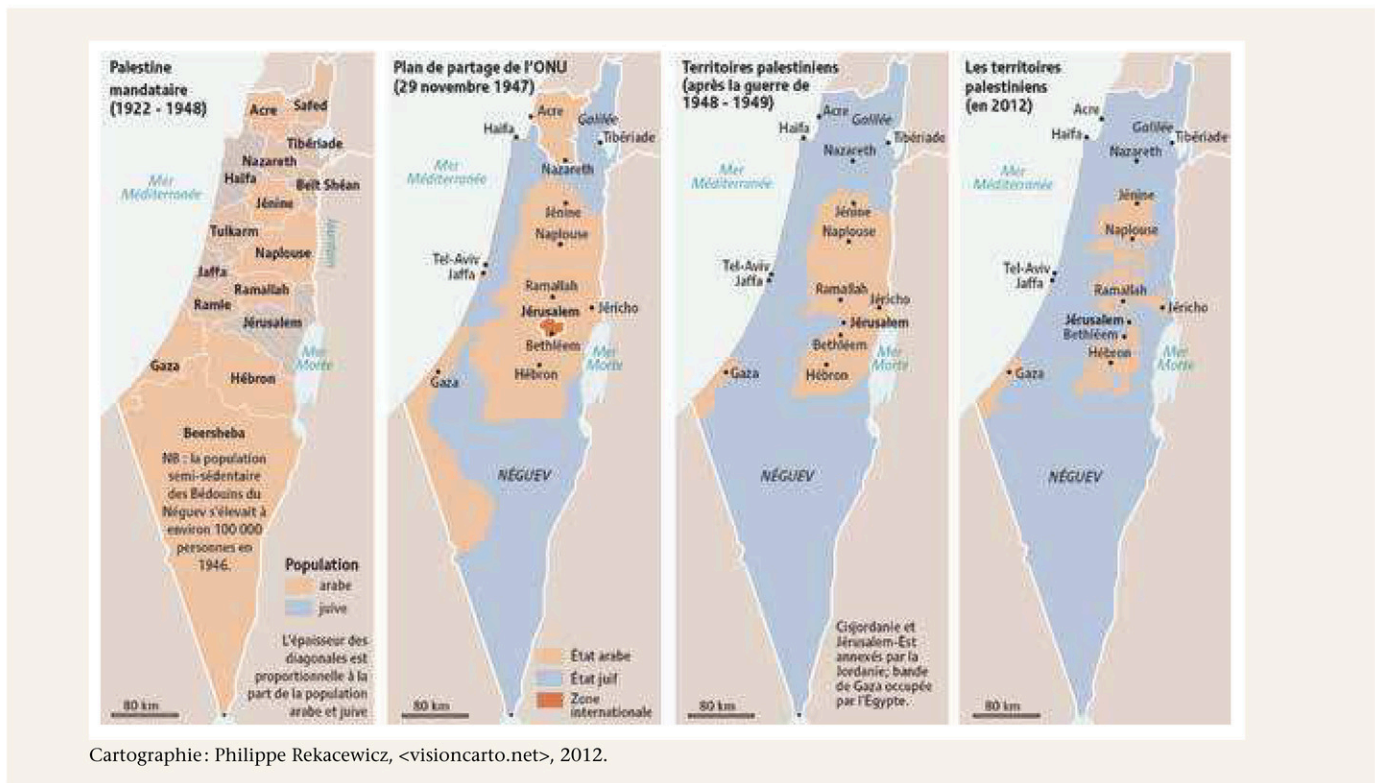 Palestine
mandataire
(1922 - 1948)
Acre
Safed
Tibériade
Nazareth
Haïfa
Beït Shéan
Jénine
Mer
Méditerranée
Tulkarm
Naplouse
Jourdain
Jaffa
Ramallah
Ramle
Jérusalem
Mer
Morte
Gaza
Hébron
Beersheba
NB : la population
semi-sédentaire
des Bédouins du
Néguev s'élevait à
environ 100 000
personnes en
1946.
Population
arabe
juive
L'épaisseur des
diagonales est
proportionnelle à la
part de la population
arabe et juive
80 km
Plan de partage de l'ONU
(29 novembre 1947)
Acre
Haïfa
Galilée
Tibériade
Nazareth
Mer
Méditerranée
Jénine
Naplouse
Tel-Aviv
Jaffa
Ramallah
Jéricho
Jérusalem
Bethléem
Mer
Morte
Hébron
Gaza
NÉGUEV
État arabe
État juif
Zone
internationale
80 km
Territoires palestiniens
(après la guerre de
1948 - 1949)
Acre
Galilée
Haïfa
Tibériade
Nazareth
Mer
Méditerranée
Jénine
Naplouse
Tel-Aviv
Jaffa
Ramallah
Jéricho
Jérusalem
Bethléem
Mer
Morte
Gaza
Hébron
NÉGUEV
Cisjordanie et
Jérusalem-Est
annexés par la
Jordanie; bande
de Gaza occupée
par l'Égypte.
80 km
Les territoires
palestiniens
(en 2012)
Acre
Galilée
Haïfa
Tibériade
Nazareth
Mer
Méditerranée
Jénine
Naplouse
Tel-Aviv
Jaffa
Ramallah
Jéricho
Jérusalem
Bethléem
Mer
Morte
Hébron
Gaza
NÉGUEV
80 km
Cartographie: Philippe Rekacewicz, <visioncarto.net>, 2012.